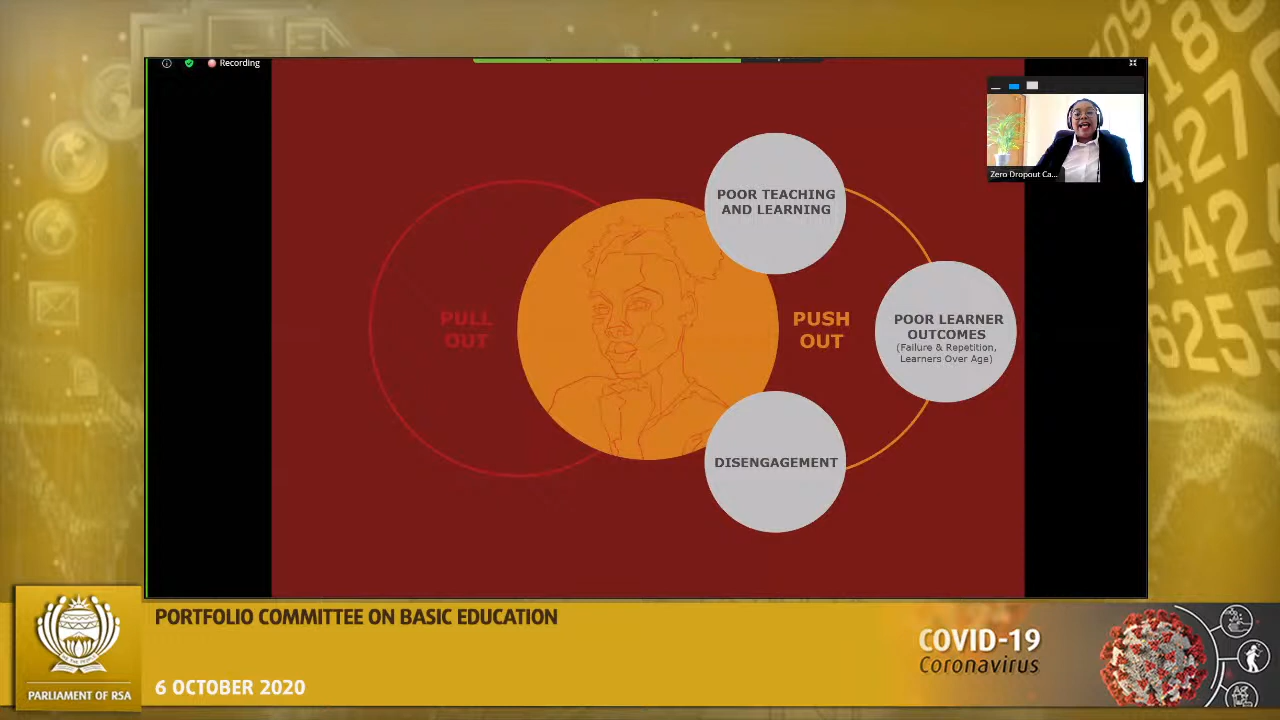 Recording
Zero Dropout Ca...
POOR TEACHING
AND LEARNING
PULL
OUT
PUSH
OUT
POOR LEARNER
OUTCOMES
(Failure & Repetition,
Learners Over Age)
DISENGAGEMENT
PORTFOLIO COMMITTEE ON BASIC EDUCATION
6 OCTOBER 2020
PARLIAMENT OF RSA
COVID-19
Coronavirus